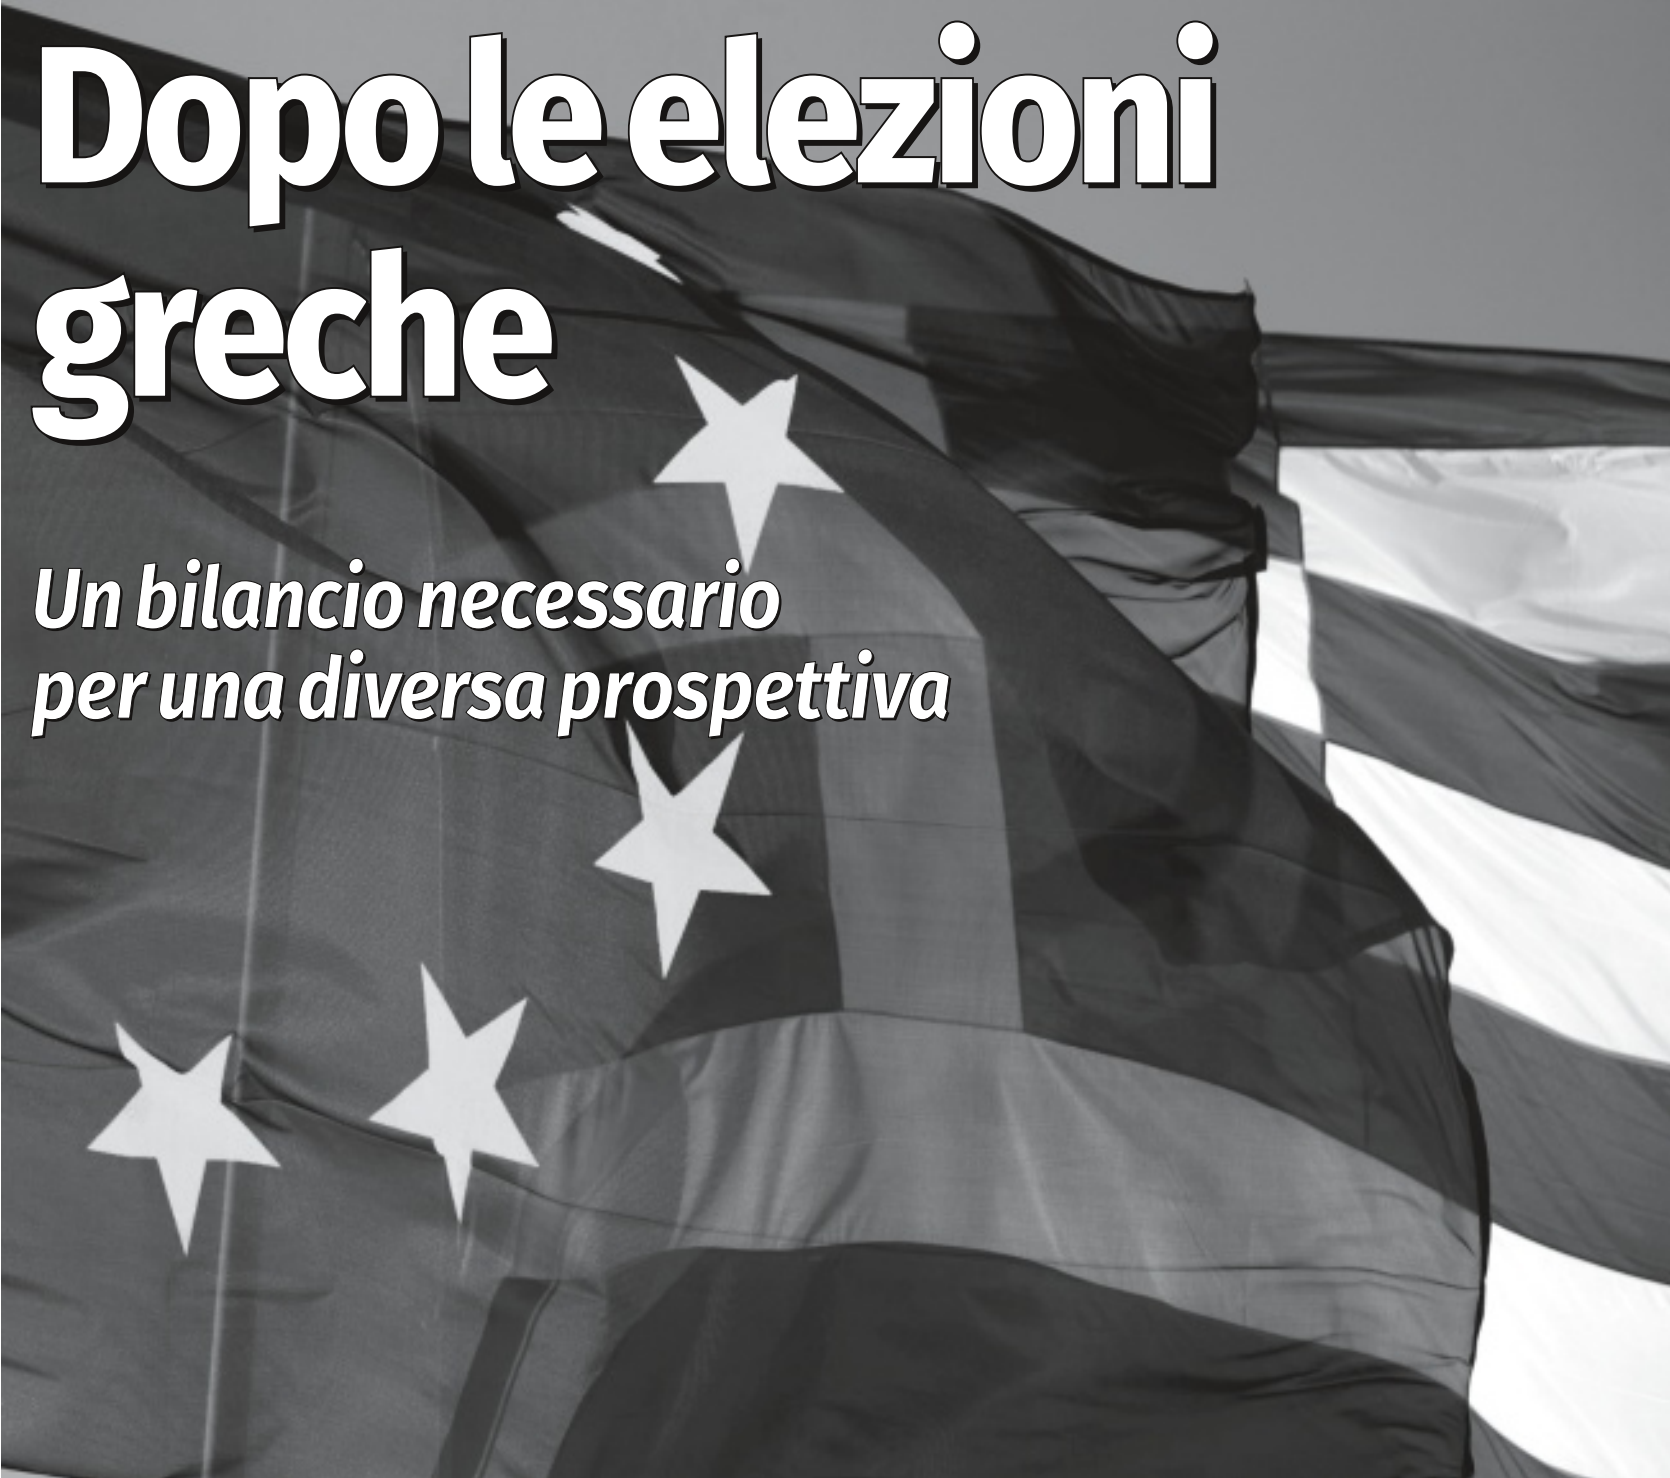 Dopo le elezioni
greche
Un bilancio necessario
per una diversa prospettiva